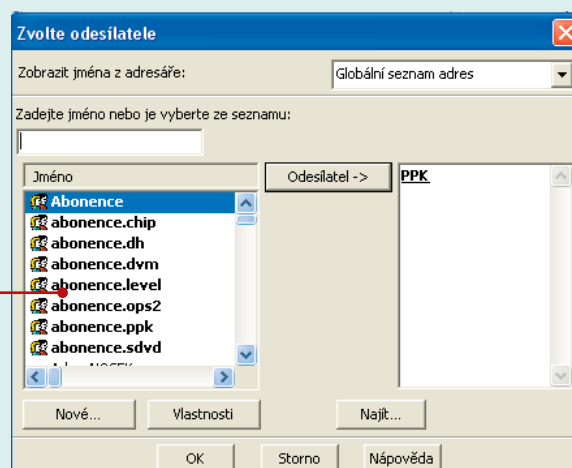 Zvolte odesílatele
Zobrazit jména z adresáře:
Globální seznam adres
Zadejte jméno nebo je vyberte ze seznamu:
Jméno
Odesílatel ->
PPK
Abonence
abonence.chip
abonence.dh
abonence.dvm
abonence.level
abonence.ops2
abonence.ppk
abonence.sdvd
Nové...
Vlastnosti
Najít...
OK
Storno
Nápověda